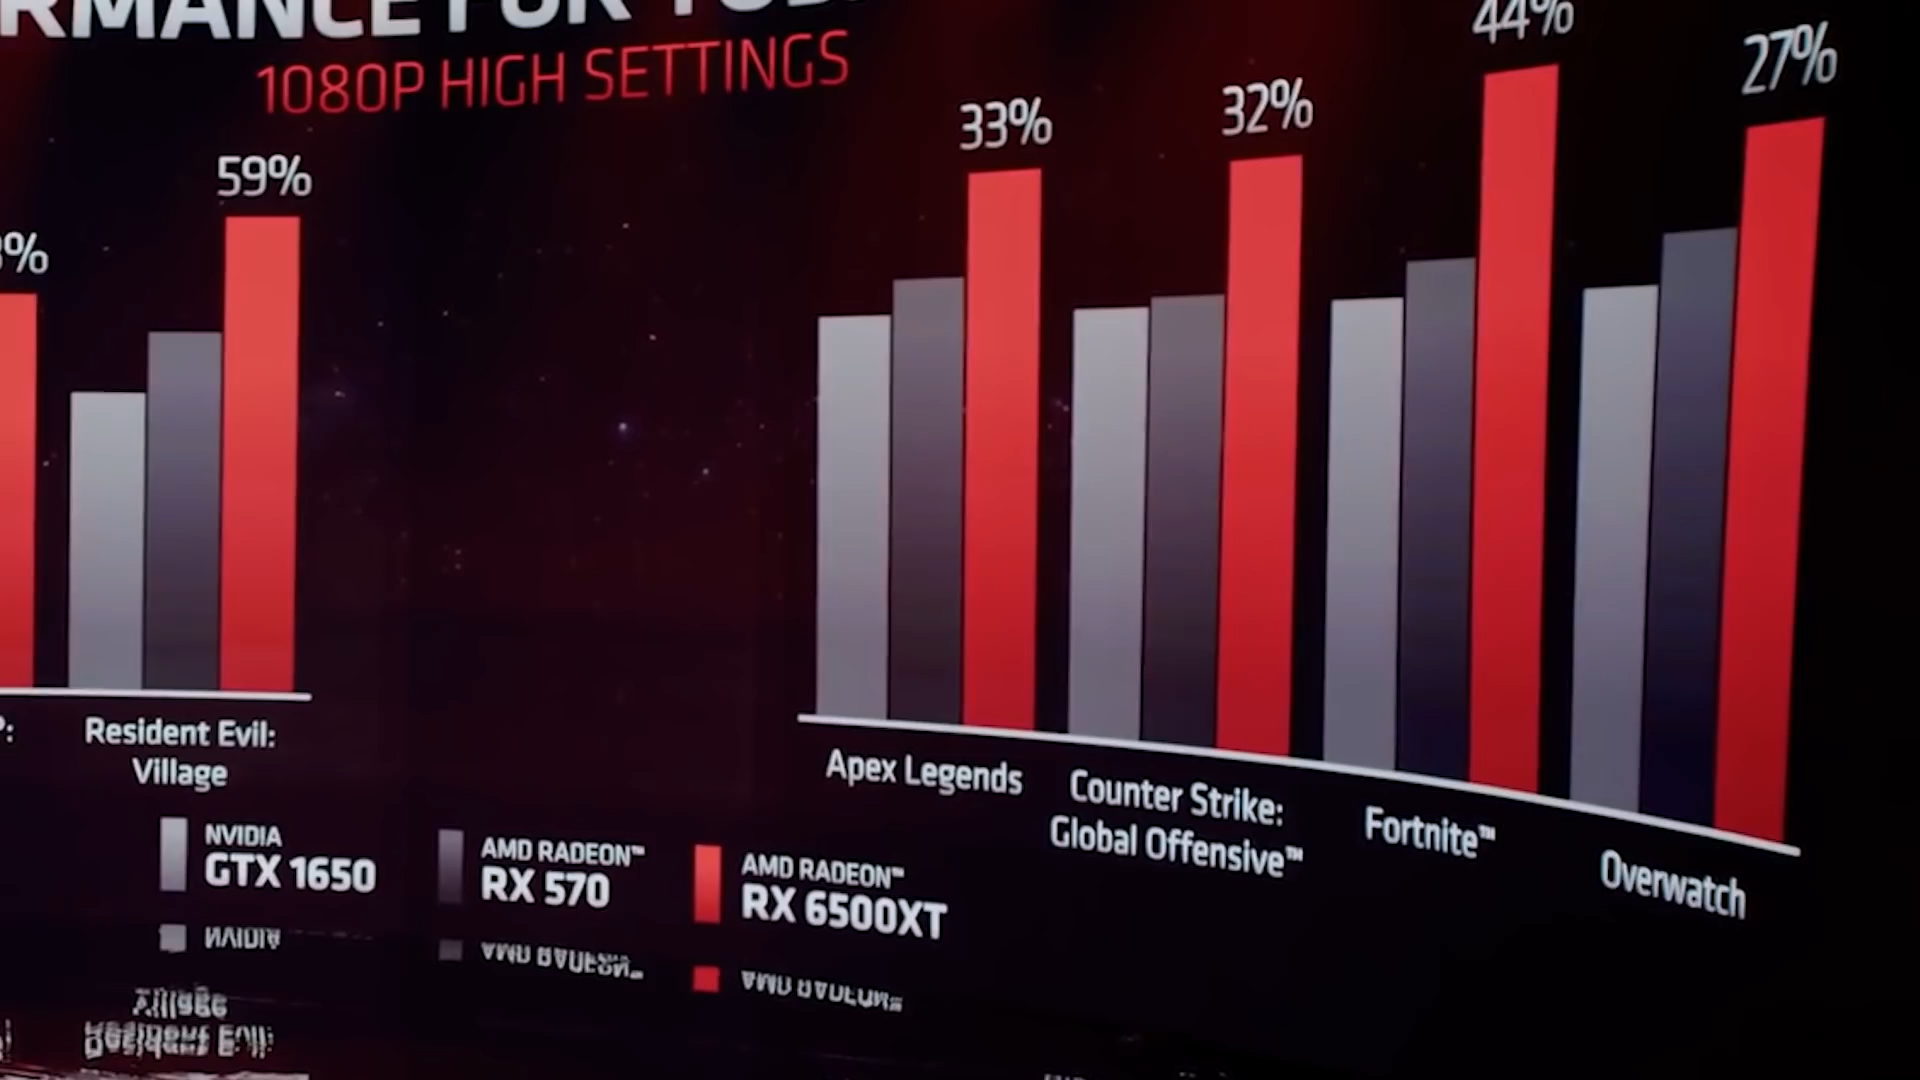 FOR
1080P HIGH SETTINGS
59%
33%
32%
44%
27%
Resident Evil:
Village
Apex Legends
Counter Strike:
Global Offensive™
Fortnite™
Overwatch
NVIDIA
GTX 1650
AMD RADEON™
RX 570
AMD RADEON™
RX 6500XT